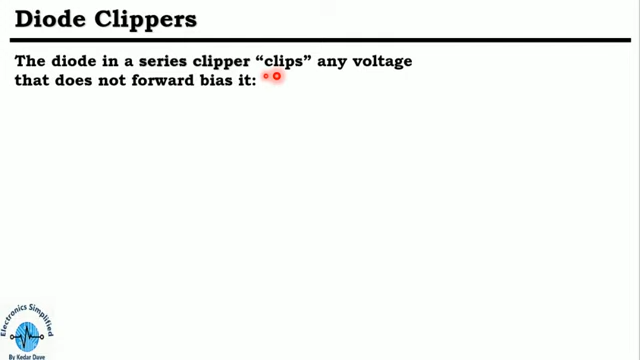 Diode Clippers
The diode in a series clipper “clips” any voltage
that does not forward bias it:
Electronics Simplified
By Kedar Dave